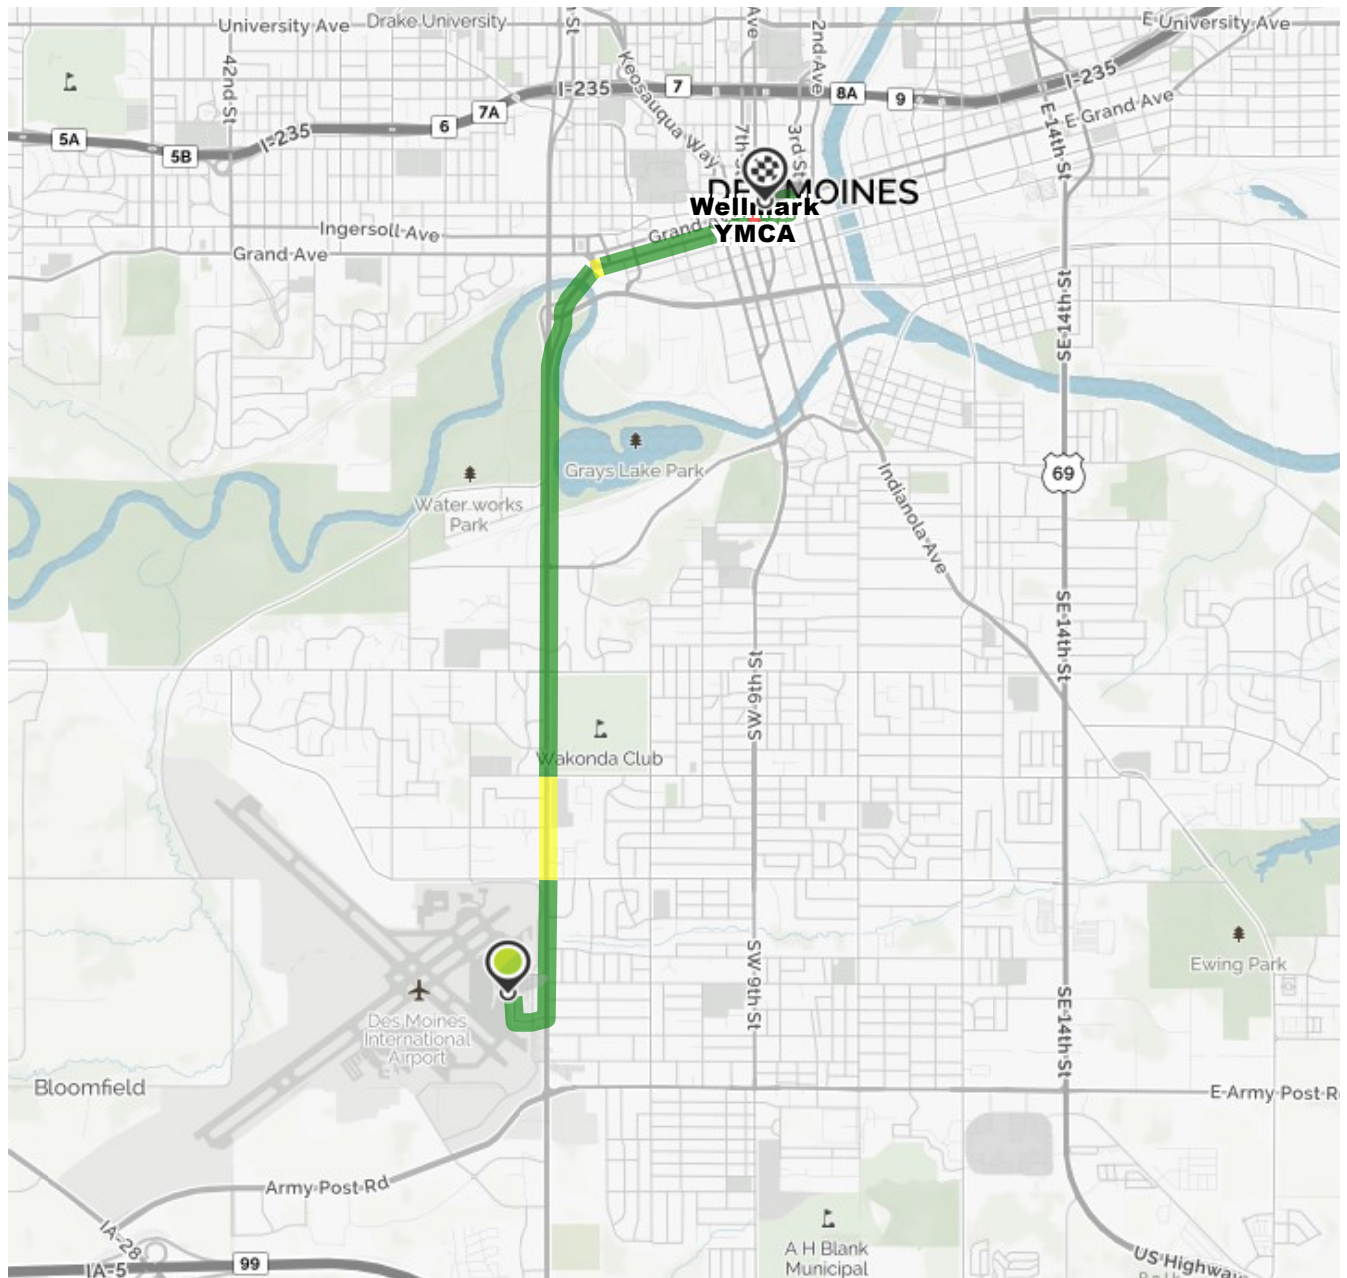 University Ave
Drake University
n St
Ave
2nd Ave
E University Ave
42nd St
Keosauqua Way
I-235
7
8A
9
I-235
5A
5B
I-235
6
7A
7th S
3rd St
E 14th St
E Grand Ave
DES MOINES
Wellmark
YMCA
Ingersoll Ave
Grand Ave
Grand Ave
SE 14th St
69
Grays Lake Park
Water works
Park
Indianola Ave
SE 14th St
SW 9th St
Wakonda Club
SW 9th St
Ewing Park
SE 14th St
Des Moines
International
Airport
Bloomfield
E Army Post R
Army Post Rd
IA-28
IA-5
99
A H Blank
Municipal
US Highway